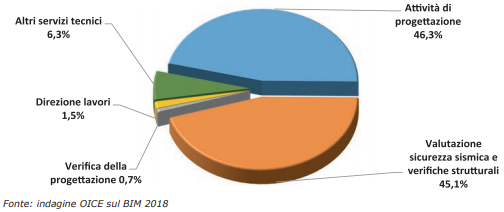 Attività di
progettazione
46,3%
Altri servizi tecnici
6,3%
Direzione lavori
1,5%
Verifica della
progettazione 0,7%
Valutazione
sicurezza sismica e
verifiche strutturali
45,1%
Fonte: indagine OICE sul BIM 2018